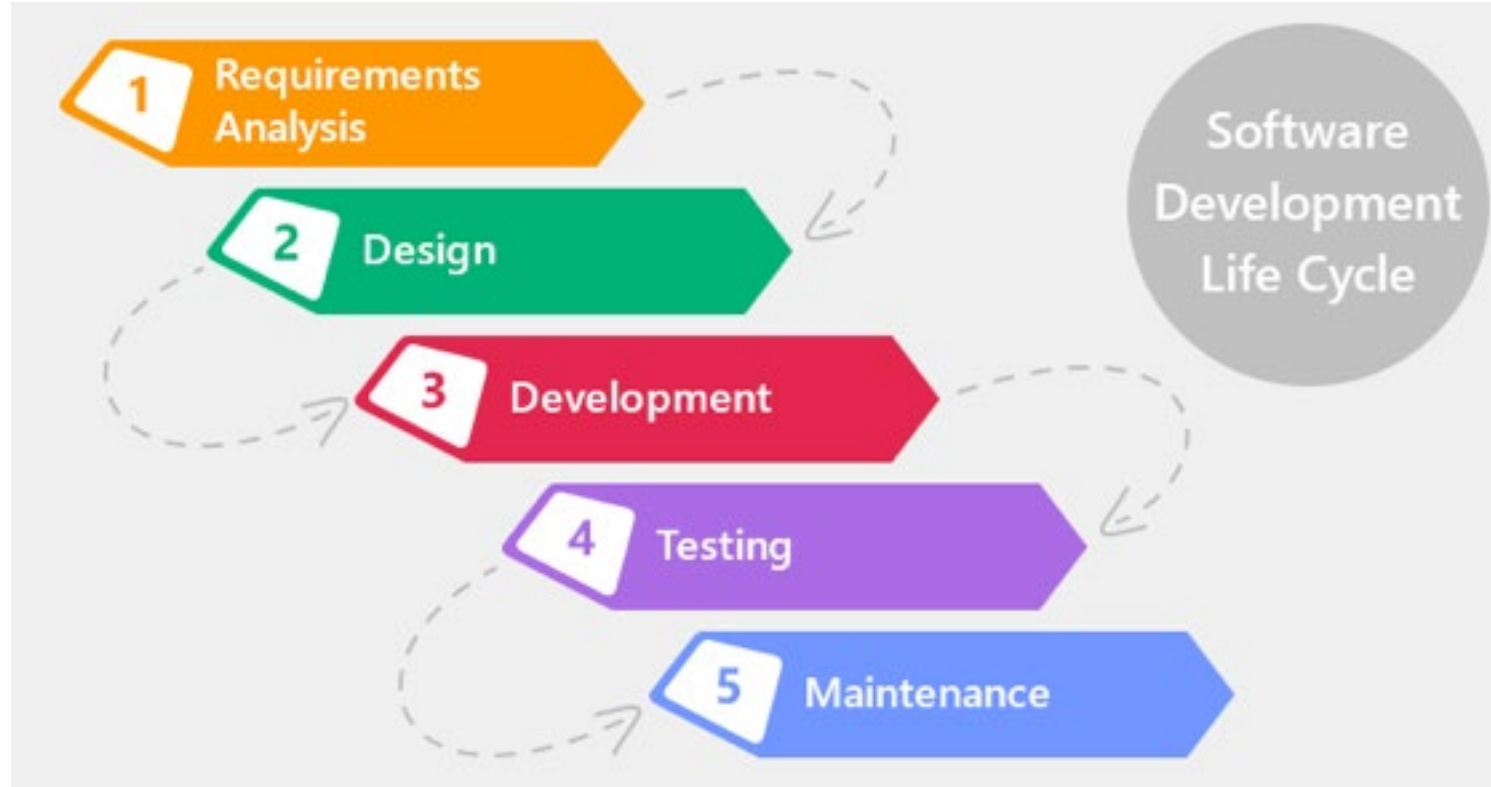 1
Requirements
Analysis
2
Design
3
Development
4
Testing
5
Maintenance
Software
Development
Life Cycle